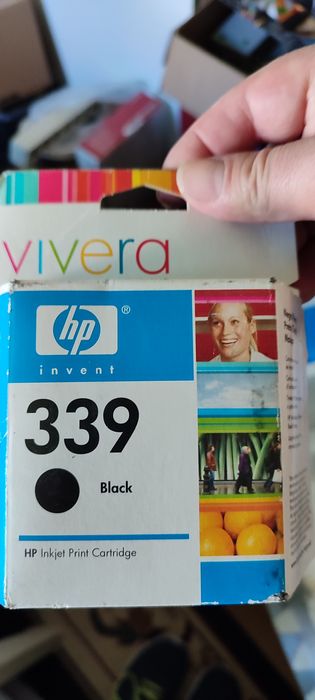 vivera
hp®
invent
339
Black
HP Inkjet Print Cartridge